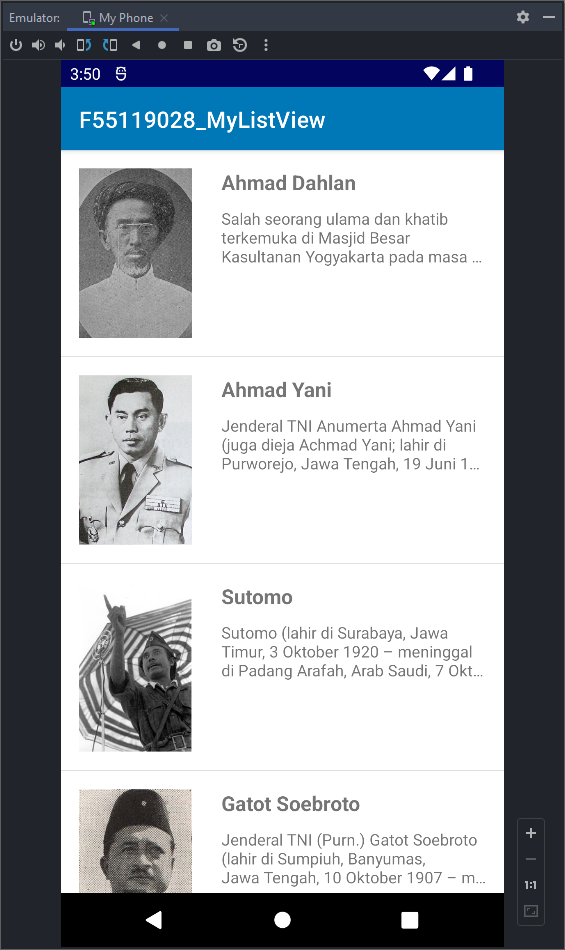 Emulator: My Phone
3:50
F55119028_MyListView
Ahmad Dahlan
Salah seorang ulama dan khatib
terkemuka di Masjid Besar
Kasultanan Yogyakarta pada masa ...
Ahmad Yani
Jenderal TNI Anumerta Ahmad Yani
(juga dieja Achmad Yani; lahir di
Purworejo, Jawa Tengah, 19 Juni 1...
Sutomo
Sutomo (lahir di Surabaya, Jawa
Timur, 3 Oktober 1920 – meninggal
di Padang Arafah, Arab Saudi, 7 Okt...
Gatot Soebroto
Jenderal TNI (Purn.) Gatot Soebroto
(lahir di Sumpiuh, Banyumas,
Jawa Tengah, 10 Oktober 1907 – m...
1:1